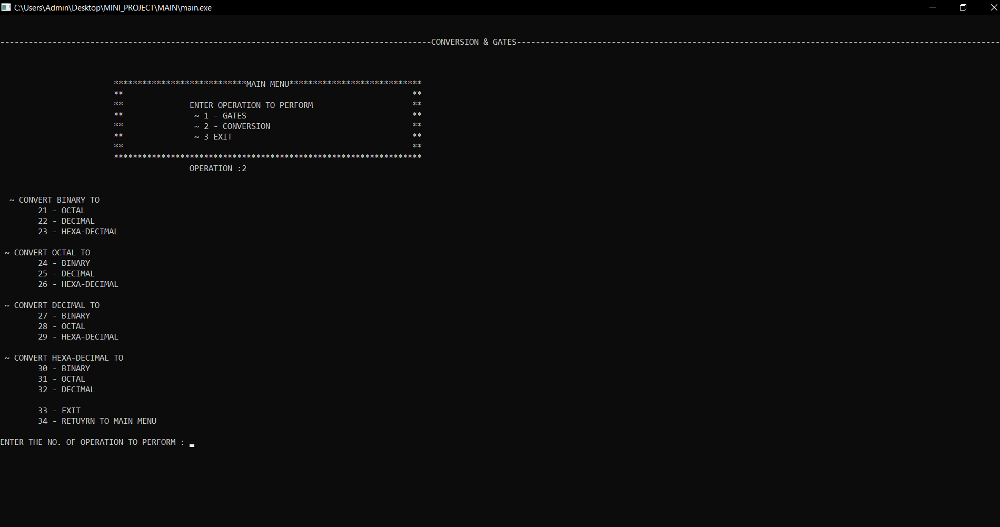 C:\Users\Admin\Desktop\MINI_PROJECT\MAIN\main.exe
-------------------------------------------------------------------------------------------CONVERSION & GATES------------------------------------------------------------------------------------------------------
****************************MAIN MENU****************************
** **
** ENTER OPERATION TO PERFORM **
** ~ 1 - GATES **
** ~ 2 - CONVERSION **
** ~ 3 EXIT **
** **
*****************************************************************
OPERATION :2
~ CONVERT BINARY TO
21 - OCTAL
22 - DECIMAL
23 - HEXA-DECIMAL
~ CONVERT OCTAL TO
24 - BINARY
25 - DECIMAL
26 - HEXA-DECIMAL
~ CONVERT DECIMAL TO
27 - BINARY
28 - OCTAL
29 - HEXA-DECIMAL
~ CONVERT HEXA-DECIMAL TO
30 - BINARY
31 - OCTAL
32 - DECIMAL
33 - EXIT
34 - RETUYRN TO MAIN MENU
ENTER THE NO. OF OPERATION TO PERFORM :